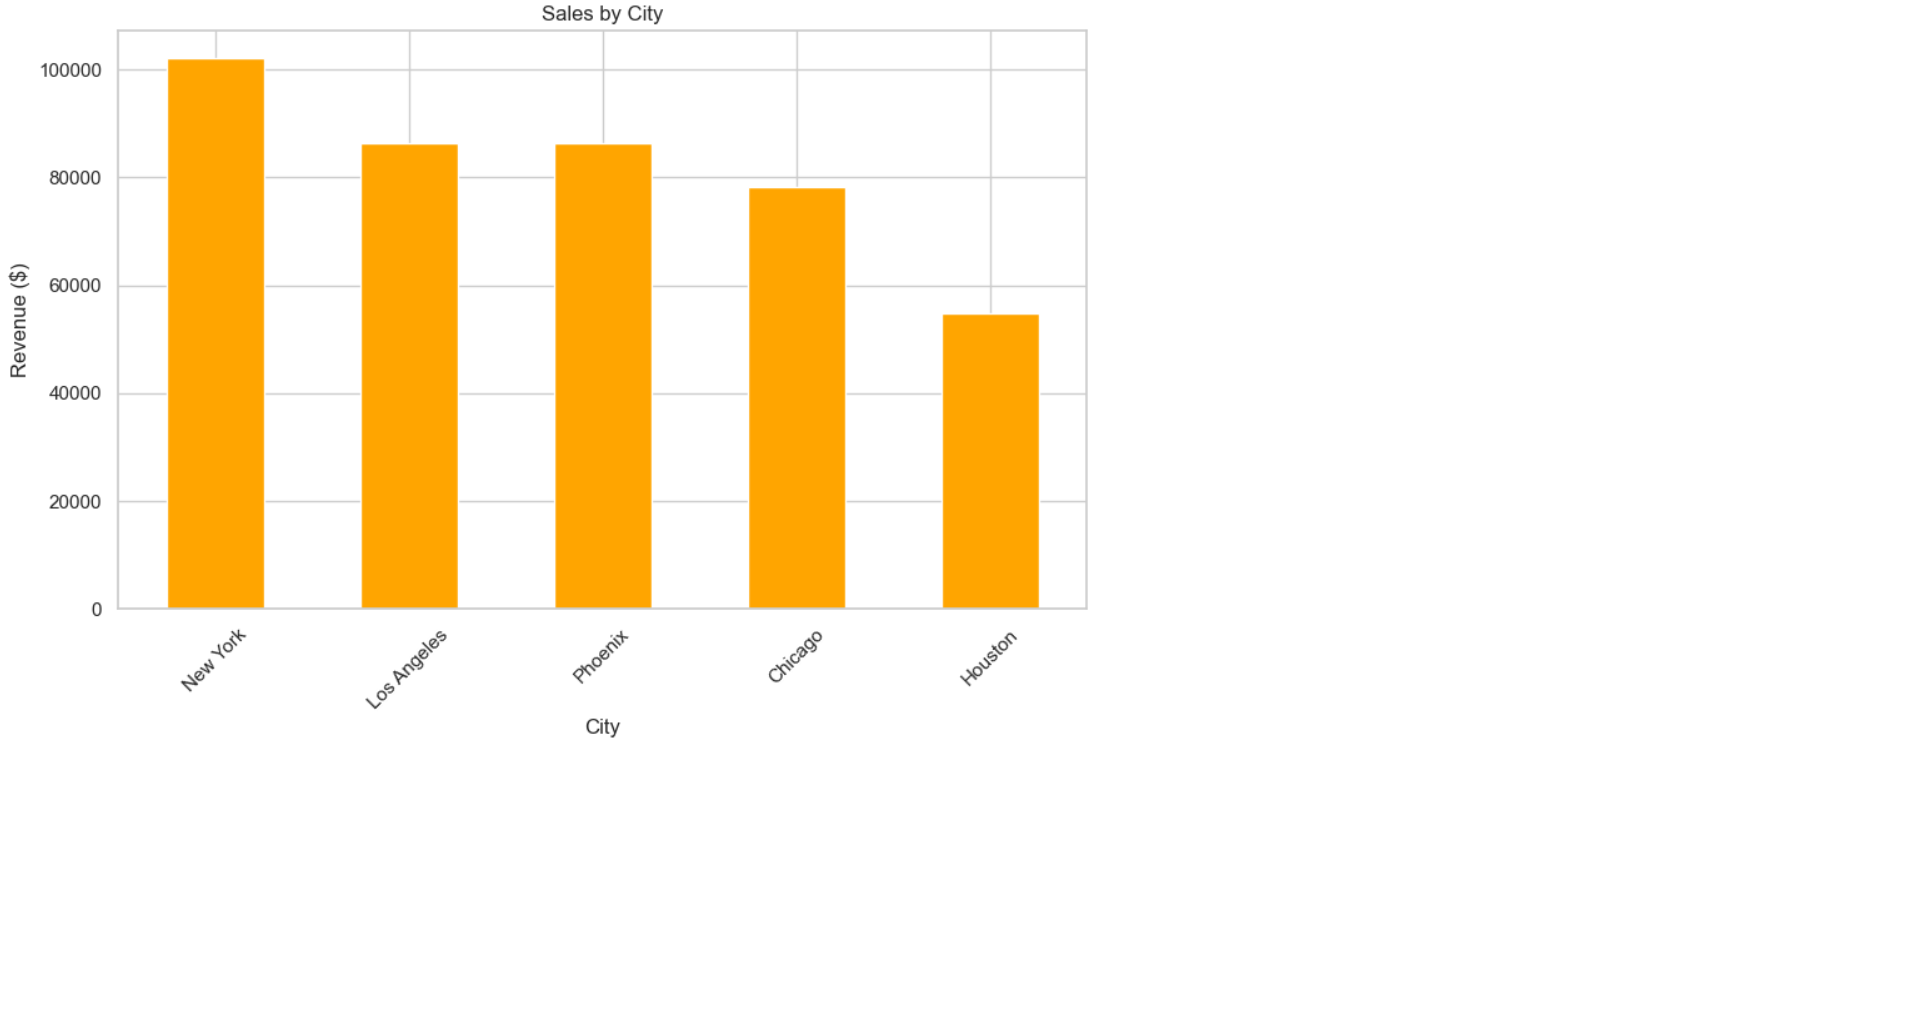 Sales by City
Revenue ($)
100000
80000
60000
40000
20000
0
New York
Los Angeles
Phoenix
Chicago
Houston
City